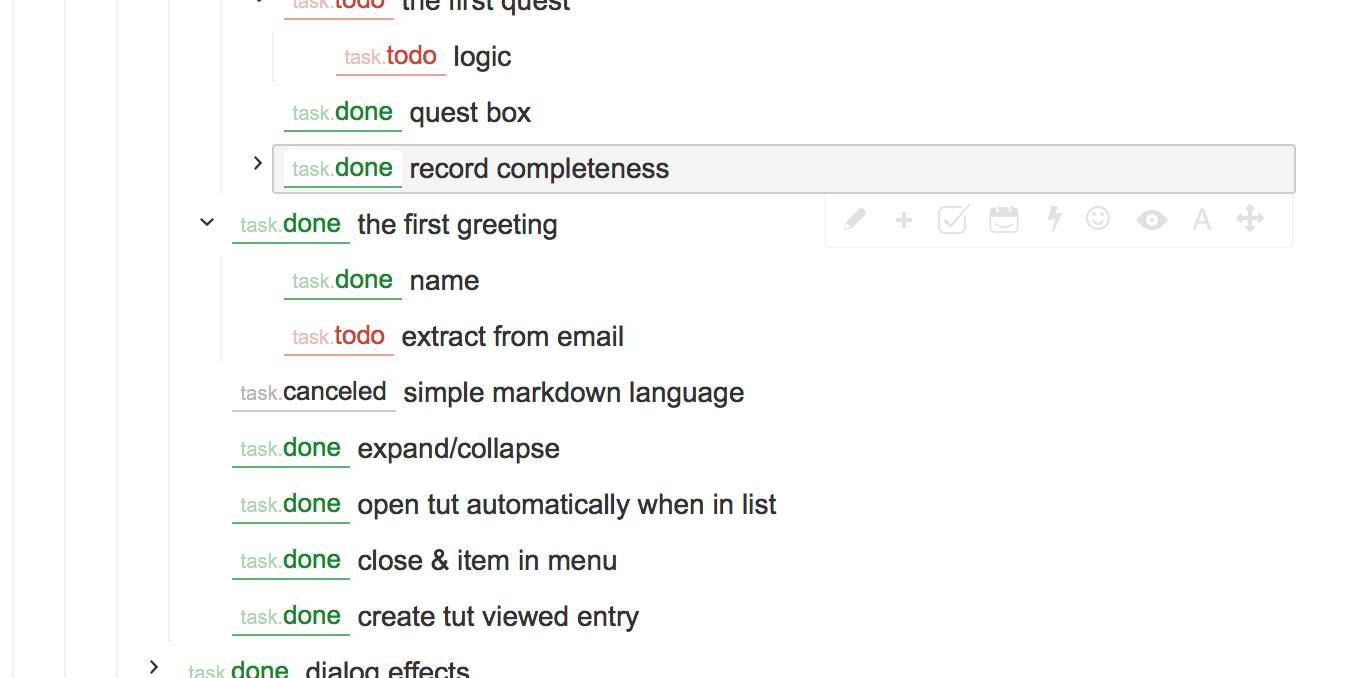 task.todo the first quest
task.todo logic
task.done quest box
task.done record completeness
task.done the first greeting
task.done name
task.todo extract from email
task.canceled simple markdown language
task.done expand/collapse
task.done open tut automatically when in list
task.done close & item in menu
task.done create tut viewed entry
task.done dialog effects